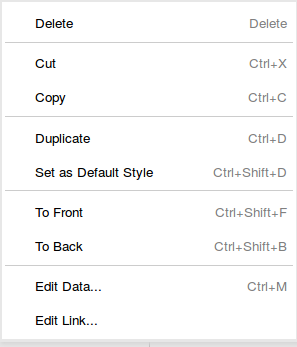 Delete Delete
Cut Ctrl+X
Copy Ctrl+C
Duplicate Ctrl+D
Set as Default Style Ctrl+Shift+D
To Front Ctrl+Shift+F
To Back Ctrl+Shift+B
Edit Data... Ctrl+M
Edit Link...